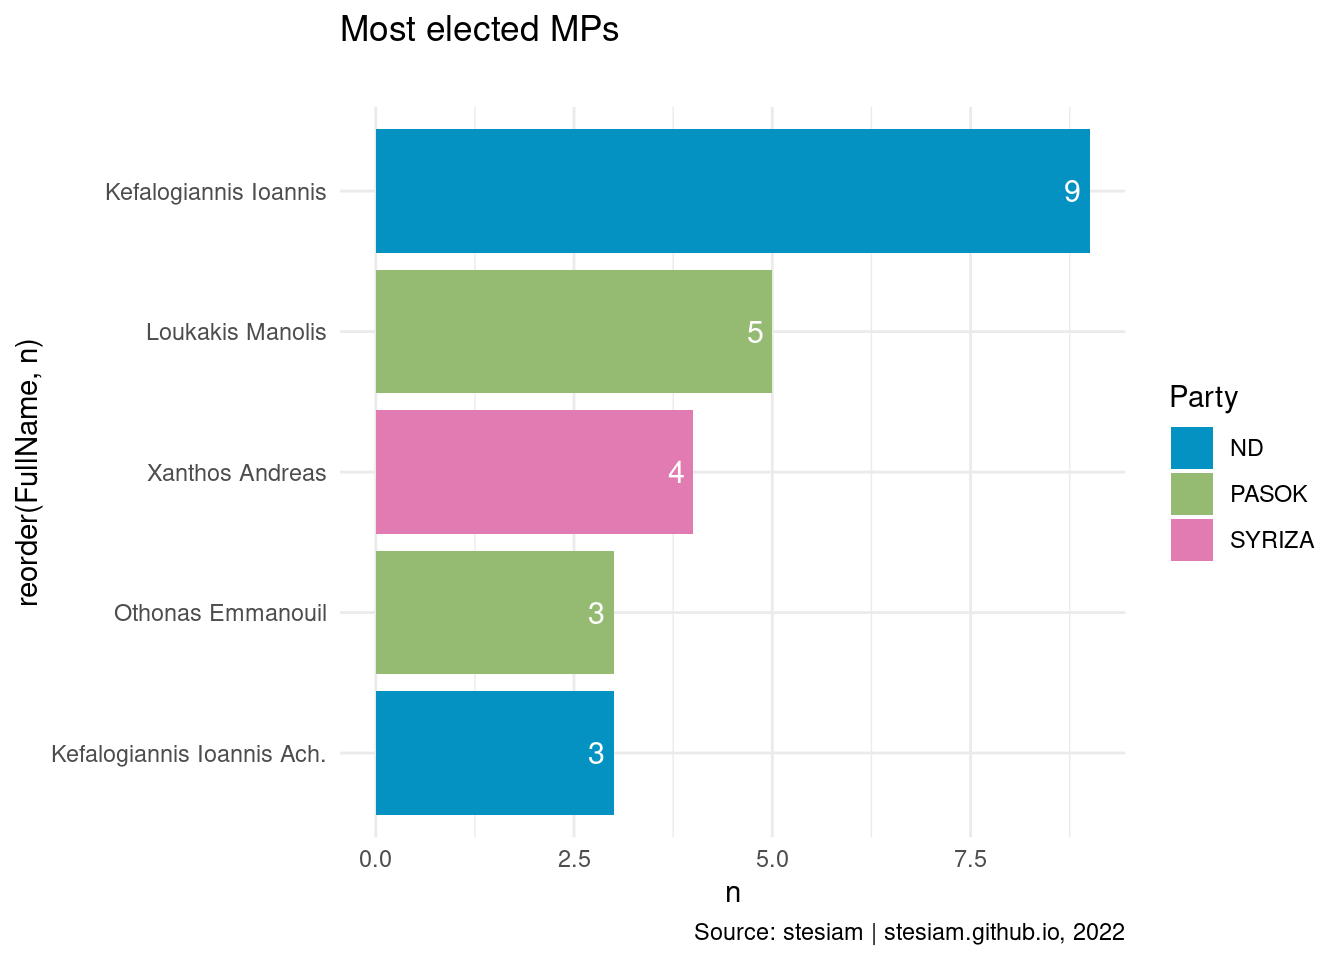 Most elected MPs
reorder(FullName, n)
Kefalogiannis Ioannis
9
Loukakis Manolis
5
Xanthos Andreas
4
Othonas Emmanouil
3
Kefalogiannis Ioannis Ach.
3
0.0 2.5 5.0 7.5
n
Party
ND
PASOK
SYRIZA
Source: stesiam | stesiam.github.io, 2022